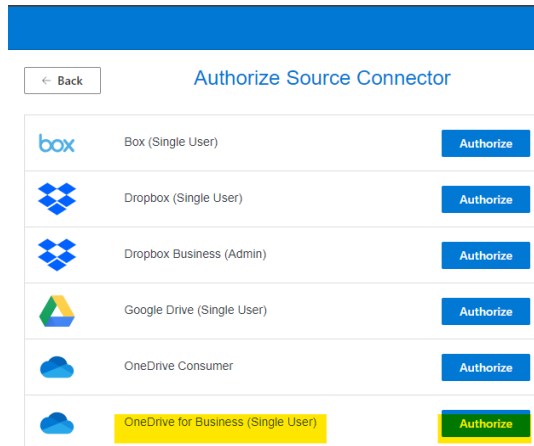 ← Back
Authorize Source Connector
box Box (Single User) Authorize
Dropbox (Single User) Authorize
Dropbox Business (Admin) Authorize
Google Drive (Single User) Authorize
OneDrive Consumer Authorize
OneDrive for Business (Single User) Authorize